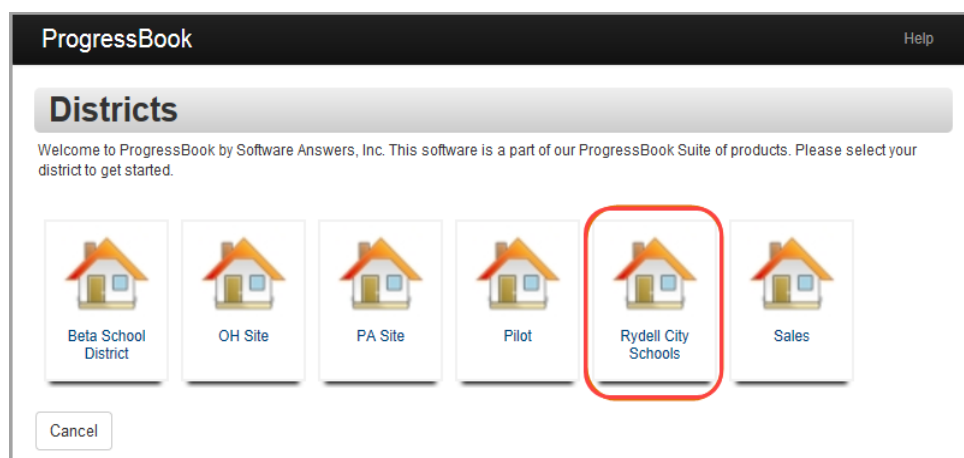 ProgressBook
Help
Districts
Welcome to ProgressBook by Software Answers, Inc. This software is a part of our ProgressBook Suite of products. Please select your
district to get started.
Beta School
District
OH Site
PA Site
Pilot
Rydell City
Schools
Sales
Cancel